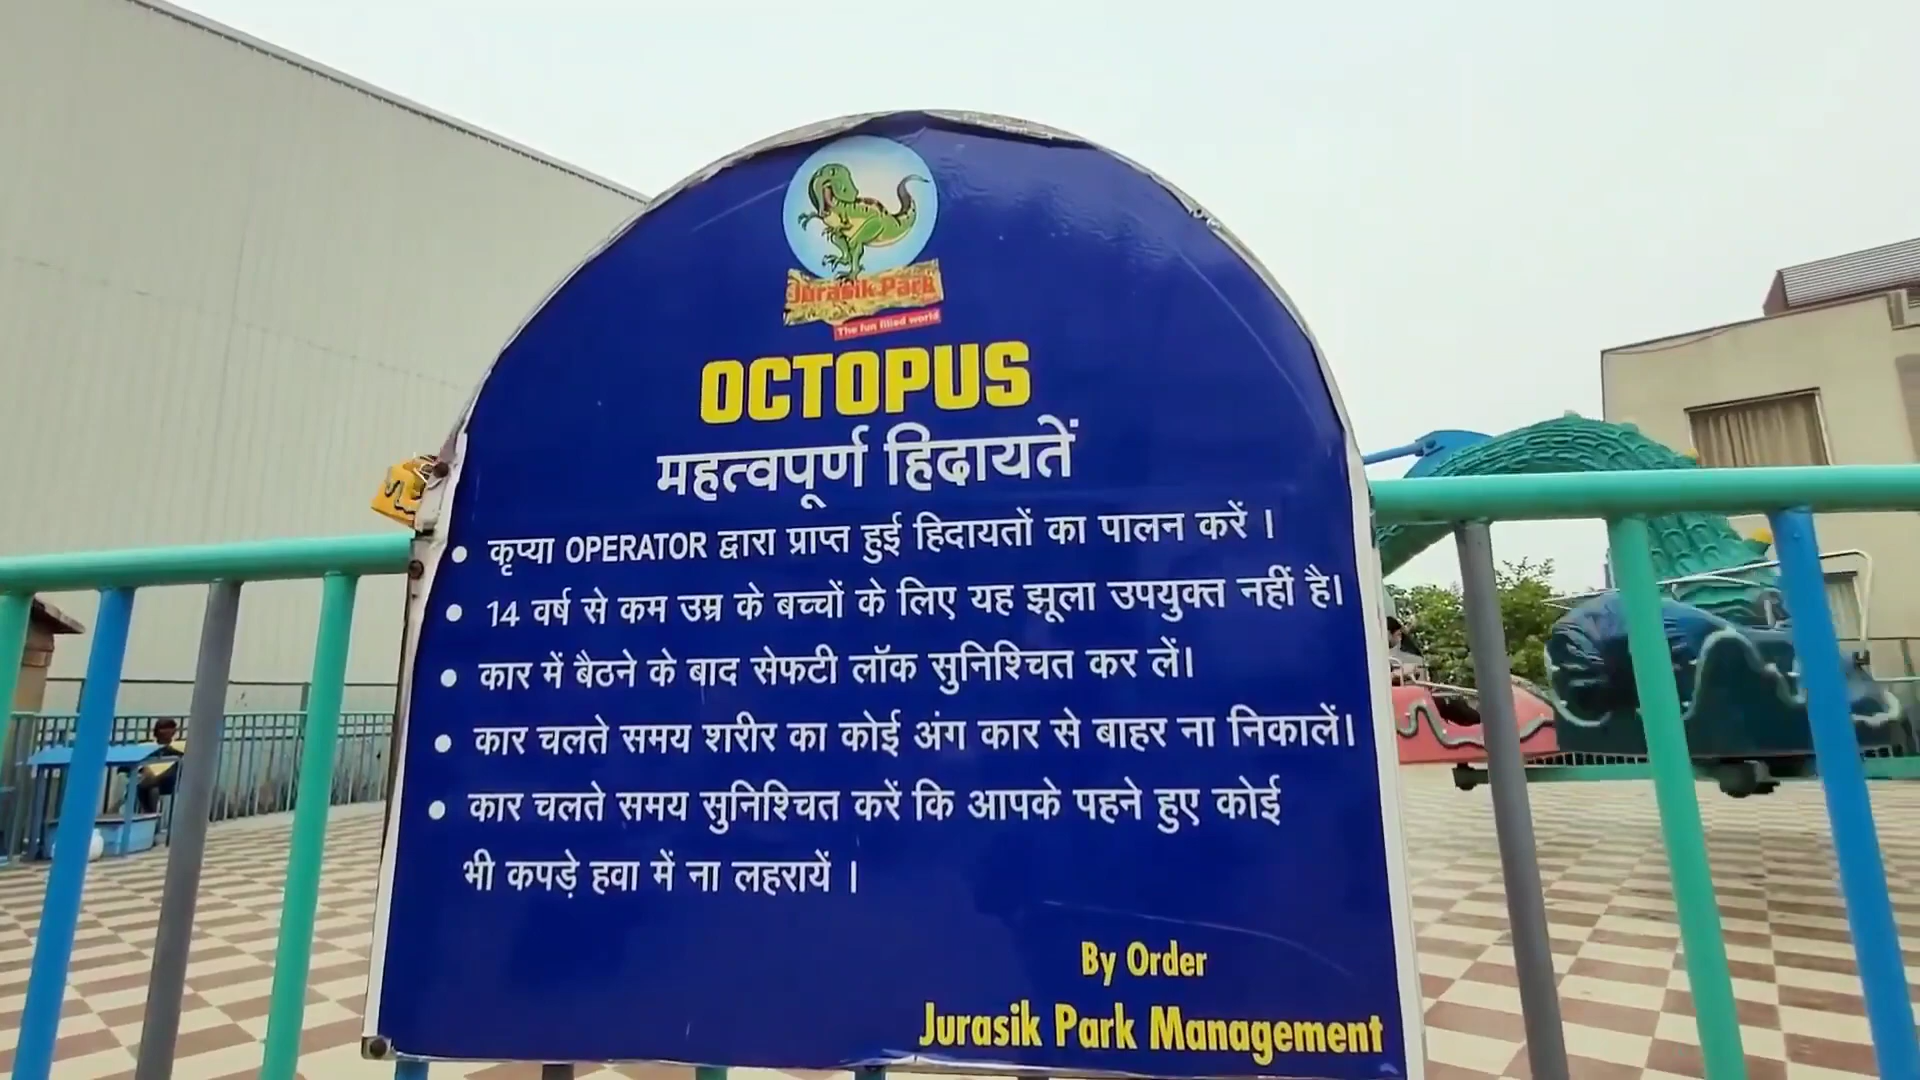 Jurasik Park
The fun filled world
OCTOPUS
महत्वपूर्ण हिदायतें
• कृप्या OPERATOR द्वारा प्राप्त हुई हिदायतों का पालन करें ।
• 14 वर्ष से कम उम्र के बच्चों के लिए यह झूला उपयुक्त नहीं है।
• कार में बैठने के बाद सेफटी लॉक सुनिश्चित कर लें।
• कार चलते समय शरीर का कोई अंग कार से बाहर ना निकालें।
• कार चलते समय सुनिश्चित करें कि आपके पहने हुए कोई
भी कपड़े हवा में ना लहरायें ।
By Order
Jurasik Park Management